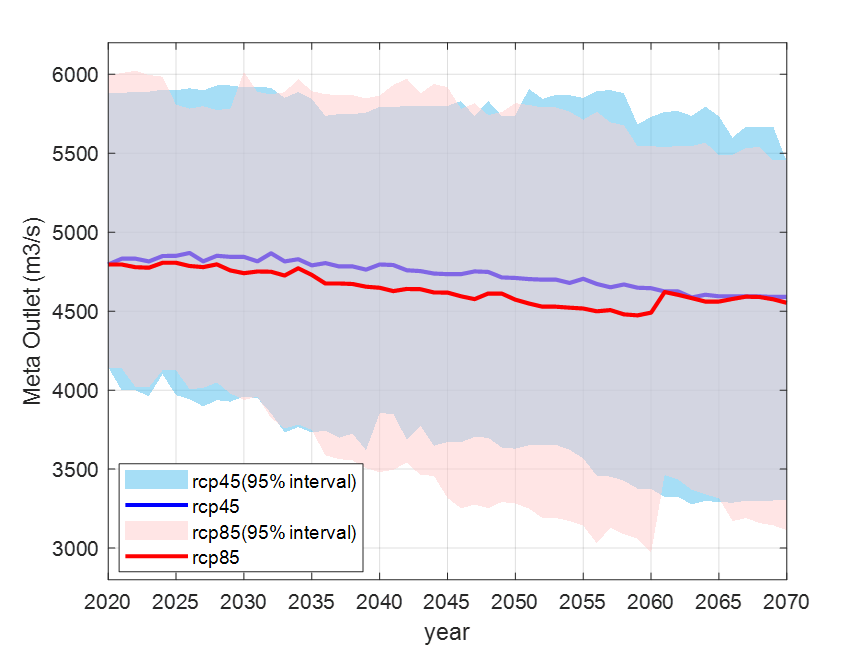 6000
5500
5000
4500
4000
3500
3000
Meta Outlet (m3/s)
rcp45(95% interval)
rcp45
rcp85(95% interval)
rcp85
2020 2025 2030 2035 2040 2045 2050 2055 2060 2065 2070
year